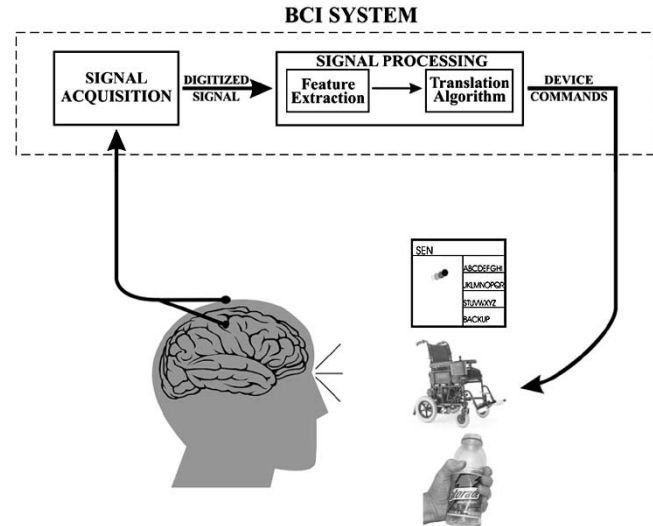 BCI SYSTEM
SIGNAL
ACQUISITION
DIGITIZED
SIGNAL
SIGNAL PROCESSING
Feature
Extraction
Translation
Algorithm
DEVICE
COMMANDS
SEN
ABCDEFGHI
JKLMNOPQR
STUVWXYZ
BACKUP